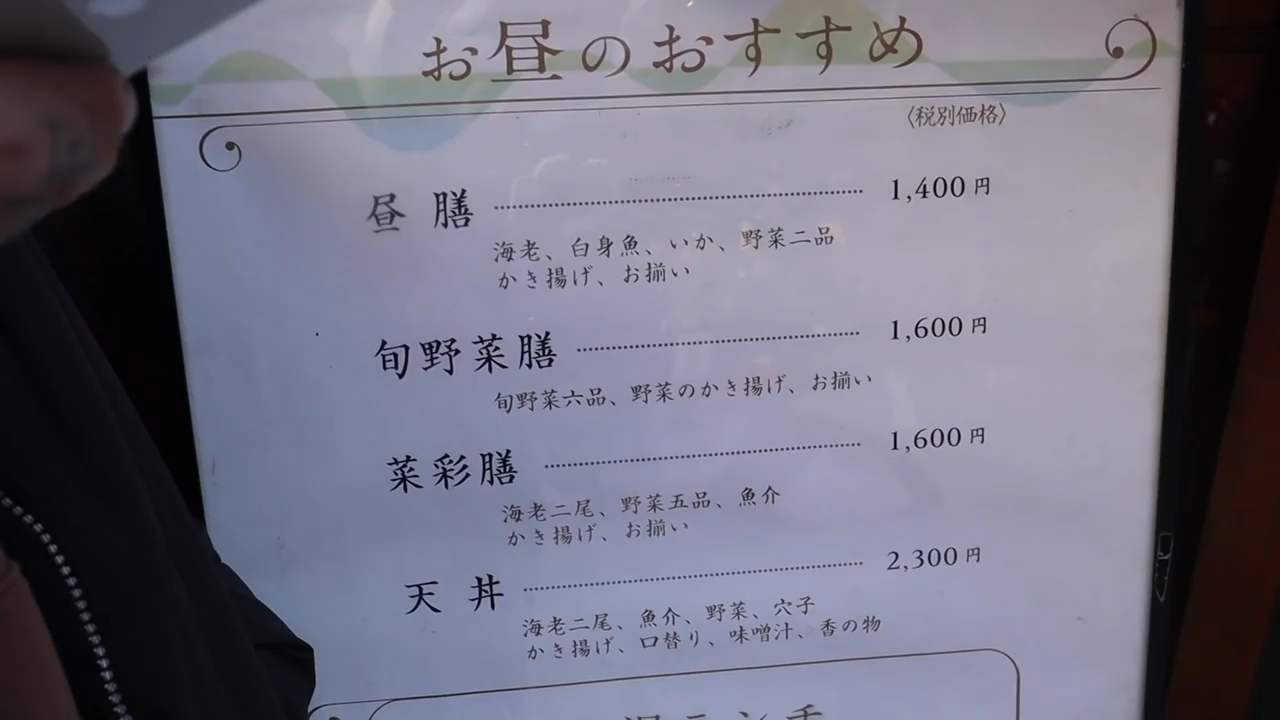 お昼のおすすめ
〈税別価格〉
昼膳 1,400円
海老、白身魚、いか、野菜二品
かき揚げ、お揃い
旬野菜膳 1,600円
旬野菜六品、野菜のかき揚げ、お揃い
菜彩膳 1,600円
海老二尾、野菜五品、魚介
かき揚げ、お揃い
天丼 2,300円
海老二尾、魚介、野菜、穴子
かき揚げ、口替り、味噌汁、香の物